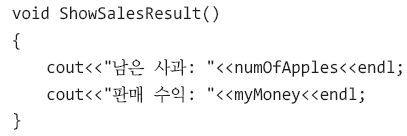 void ShowSalesResult()
{
    cout<<"남은 사과: "<<numOfApples<<endl;
    cout<<"판매 수익: "<<myMoney<<endl;
}